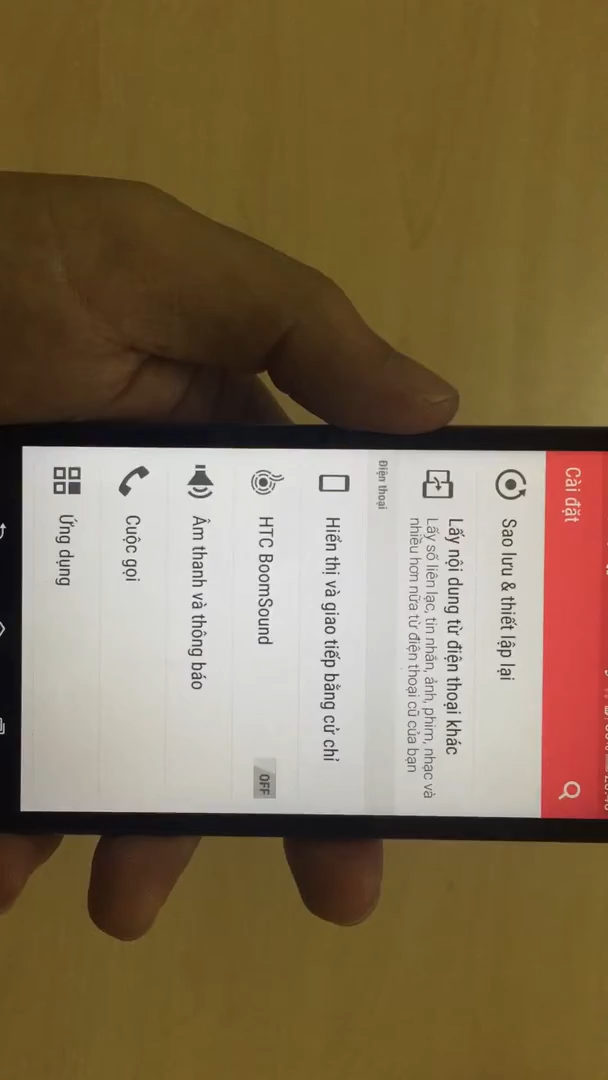 Cài đặt
Sao lưu & thiết lập lại
Lấy nội dung từ điện thoại khác
Lấy số liên lạc, tin nhắn, ảnh, phim, nhạc và
nhiều hơn nữa từ điện thoại cũ của bạn
Điện thoại
Hiển thị và giao tiếp bằng cử chỉ
HTC BoomSound
OFF
Âm thanh và thông báo
Cuộc gọi
Ứng dụng